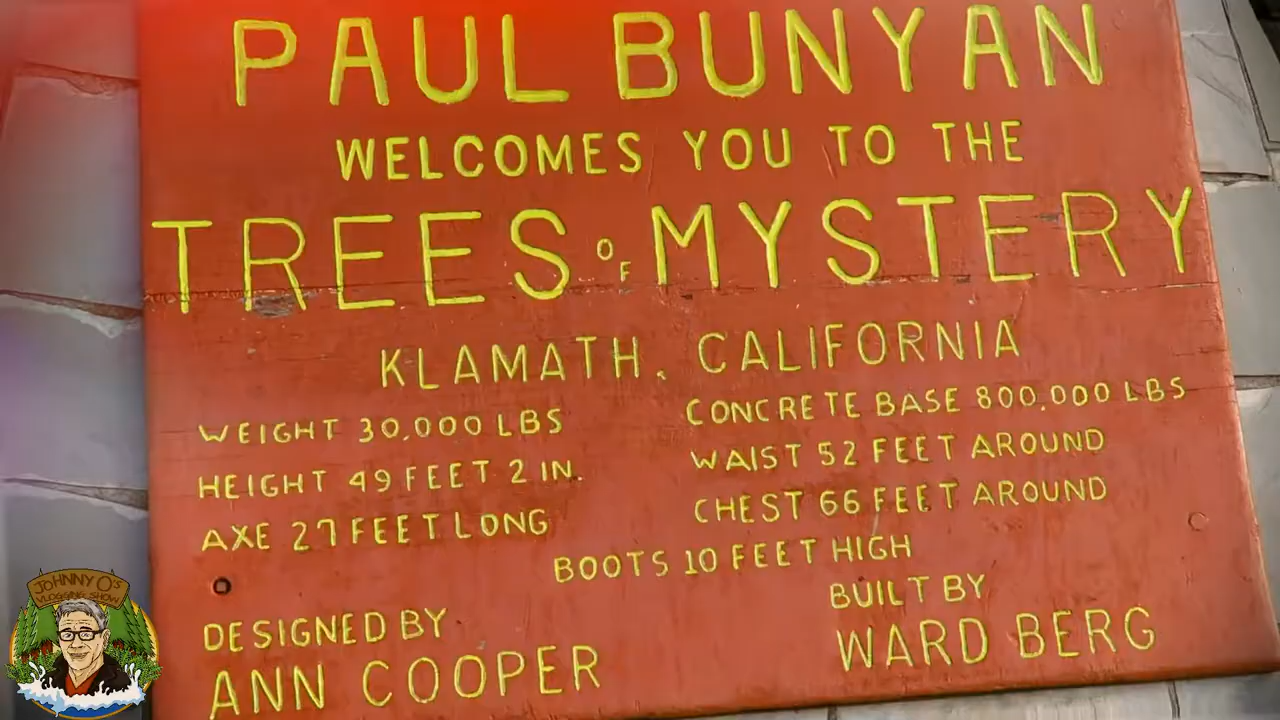 PAUL BUNYAN
WELCOMES YOU TO THE
TREES OF MYSTERY
KLAMATH, CALIFORNIA
WEIGHT 30,000 LBS
HEIGHT 49 FEET 2 IN.
AXE 27 FEET LONG
CONCRETE BASE 800,000 LBS
WAIST 52 FEET AROUND
CHEST 66 FEET AROUND
BOOTS 10 FEET HIGH
DESIGNED BY
ANN COOPER
BUILT BY
WARD BERG
JOHNNY O'S
VLOGGING SHOW